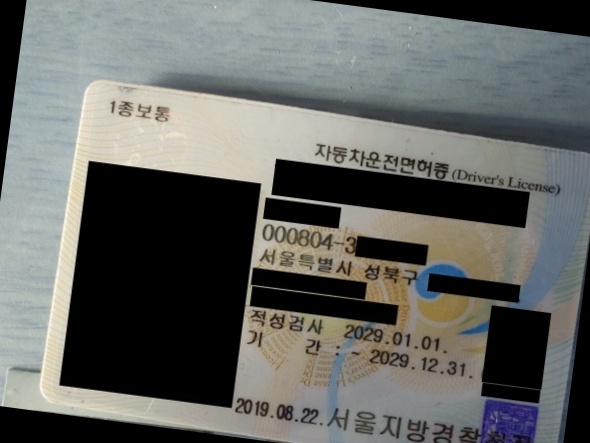 1종보통
자동차운전면허증 (Driver's License)
000804-3
서울특별시 성북구
적성검사 2029.01.01.
기 간 : ~ 2029.12.31.
2019.08.22. 서울지방경찰청